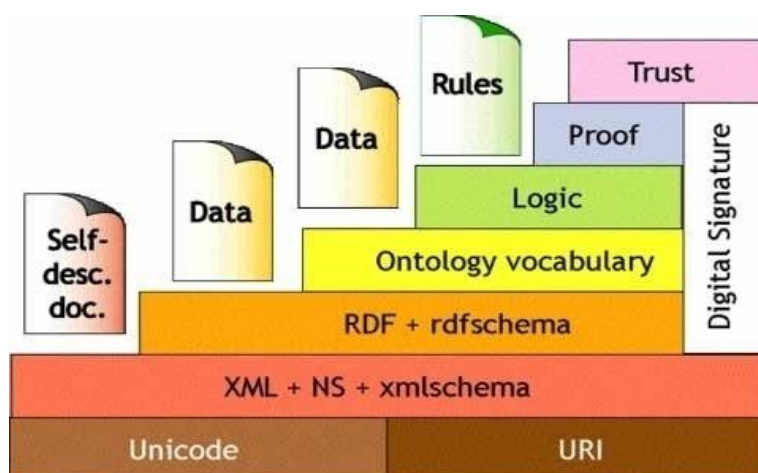 Rules
Trust
Data
Proof
Data
Logic
Self-
desc.
doc.
Ontology vocabulary
Digital Signature
RDF + rdfschema
XML + NS + xmlschema
Unicode
URI